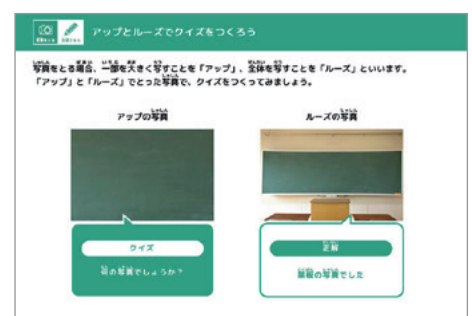 アップとルーズでクイズをつくろう
写真をとる場合、一部を大きく写すことを「アップ」、全体を写すことを「ルーズ」といいます。
「アップ」と「ルーズ」でとった写真で、クイズをつくってみましょう。
アップの写真
ルーズの写真
クイズ
何の写真でしょうか?
正解
黒板の写真でした